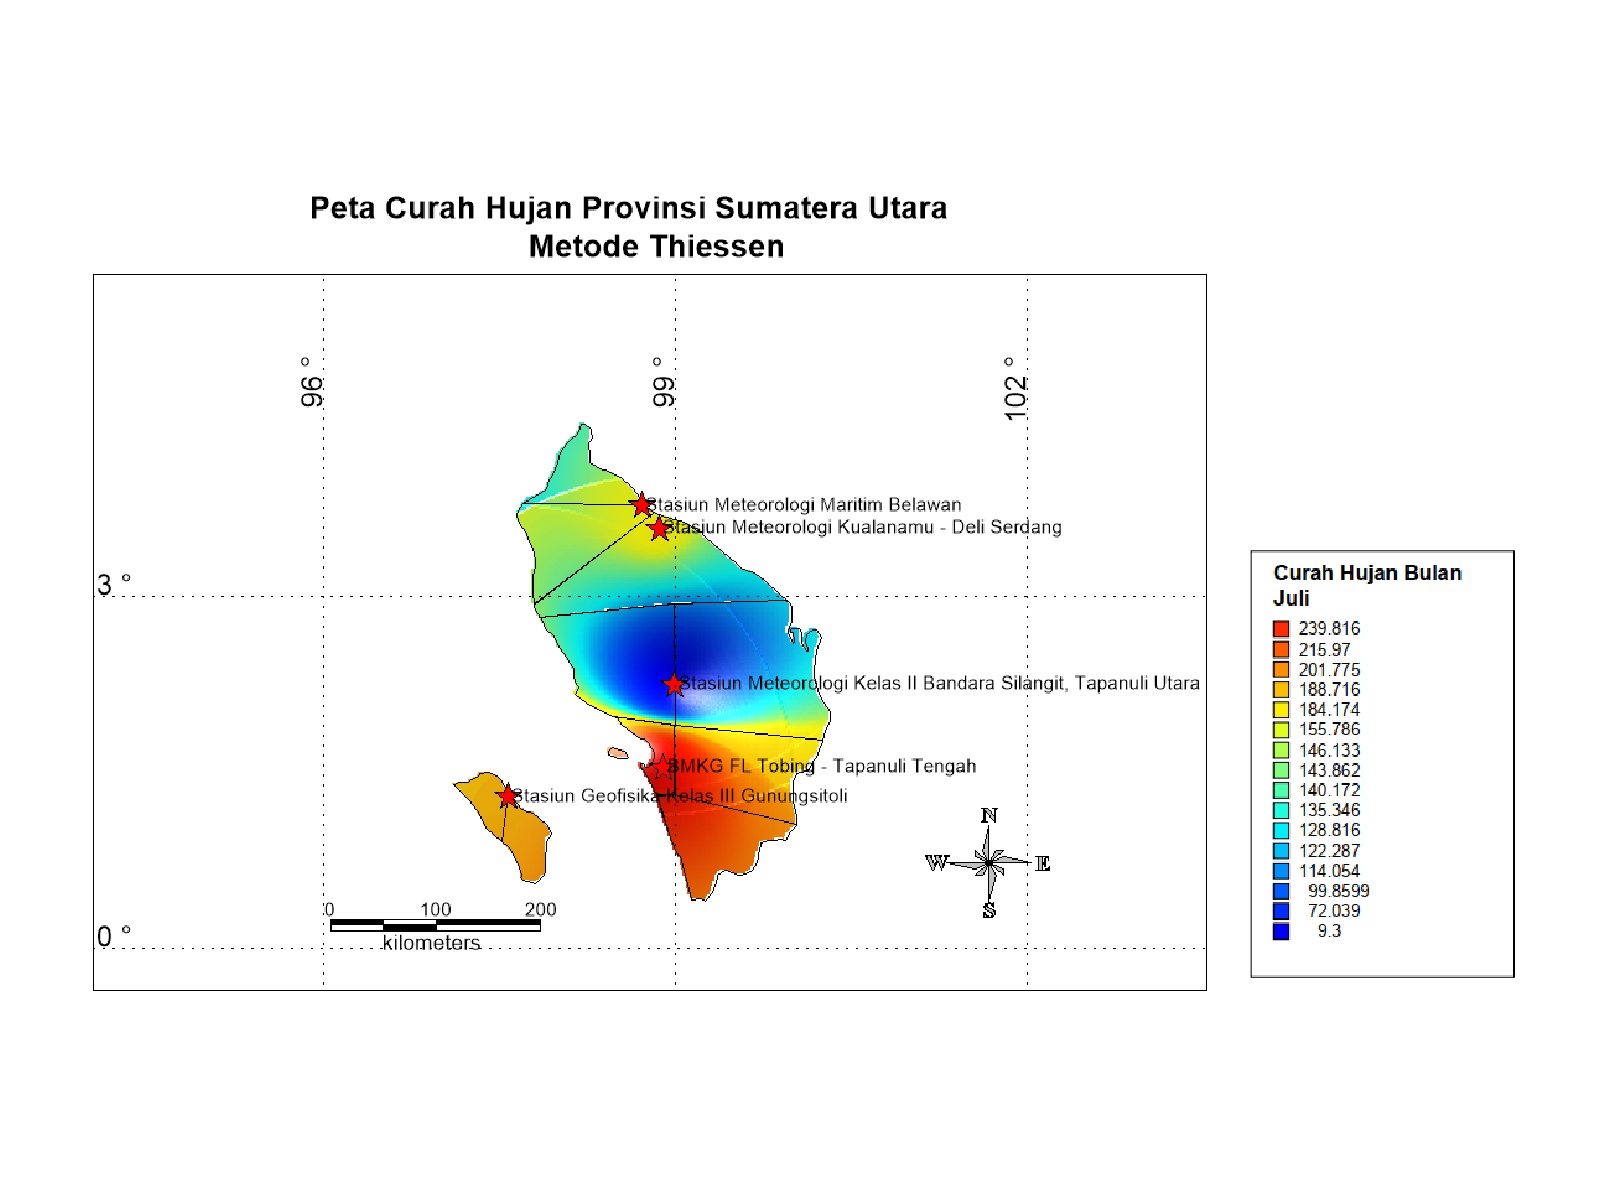 Peta Curah Hujan Provinsi Sumatera Utara
Metode Thiessen
96 °
99 °
102 °
Stasiun Meteorologi Maritim Belawan
Stasiun Meteorologi Kualanamu - Deli Serdang
3 °
Stasiun Meteorologi Kelas II Bandara Silangit, Tapanuli Utara
BMKG FL Tobing - Tapanuli Tengah
Stasiun Geofisika Kelas III Gunungsitoli
N
W
E
S
0 100 200
kilometers
0 °
Curah Hujan Bulan
Juli
239.816
215.97
201.775
188.716
184.174
155.786
146.133
143.862
140.172
135.346
128.816
122.287
114.054
99.8599
72.039
9.3